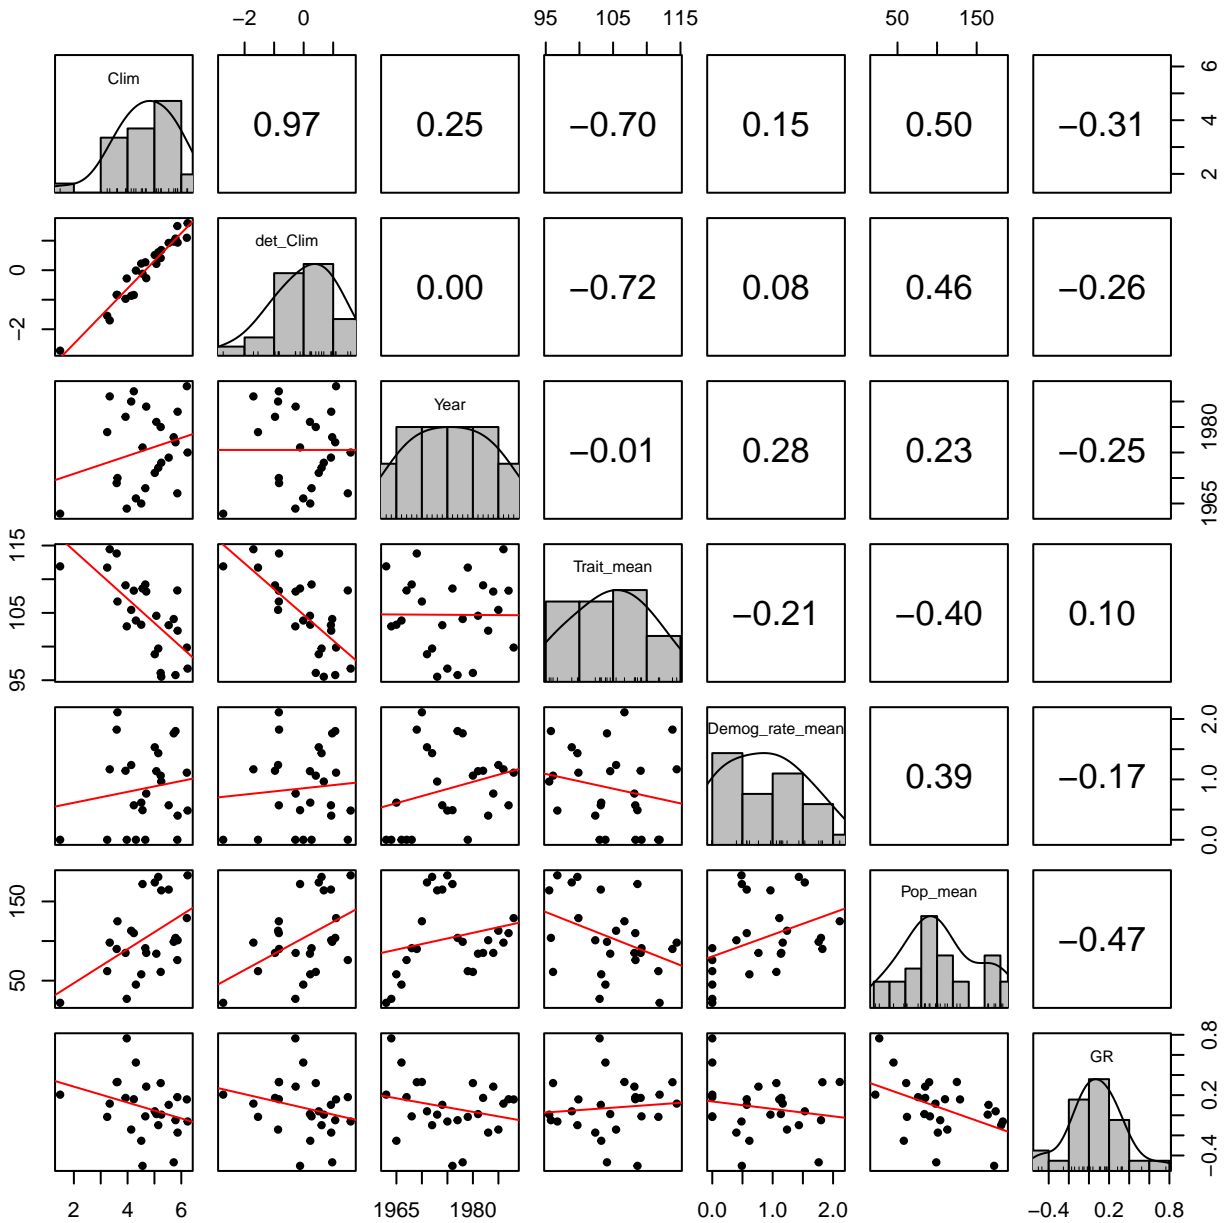 −2 0 95 105 115 50 150
Clim 0.97 0.25 −0.70 0.15 0.50 −0.31 2 4 6
−2 0 det_Clim 0.00 −0.72 0.08 0.46 −0.26
Year −0.01 0.28 0.23 −0.25 1965 1980
95 105 115 Trait_mean −0.21 −0.40 0.10
Demog_rate_mean 0.39 −0.17 0.0 1.0 2.0
50 150 Pop_mean −0.47
GR −0.4 0.2 0.8
2 4 6 1965 1980 0.0 1.0 2.0 −0.4 0.2 0.8